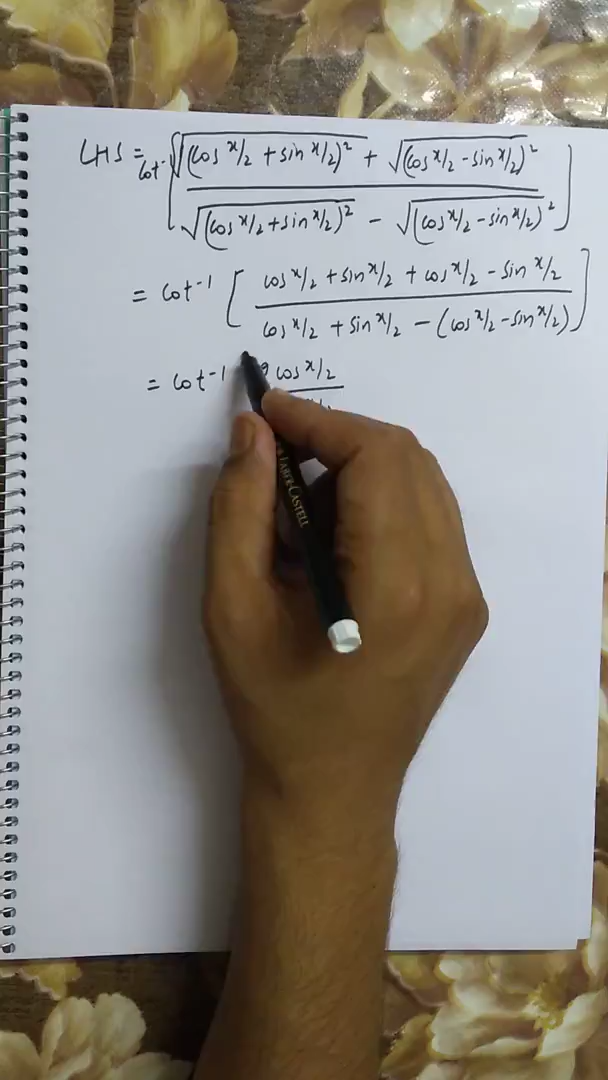 LHS = cot⁻¹ [ √(cos x/2 + sin x/2)² + √(cos x/2 - sin x/2)² / √(cos x/2 + sin x/2)² - √(cos x/2 - sin x/2)² ]
= cot⁻¹ [ cos x/2 + sin x/2 + cos x/2 - sin x/2 / cos x/2 + sin x/2 - (cos x/2 - sin x/2) ]
= cot⁻¹ cos x/2
FABER-CASTELL